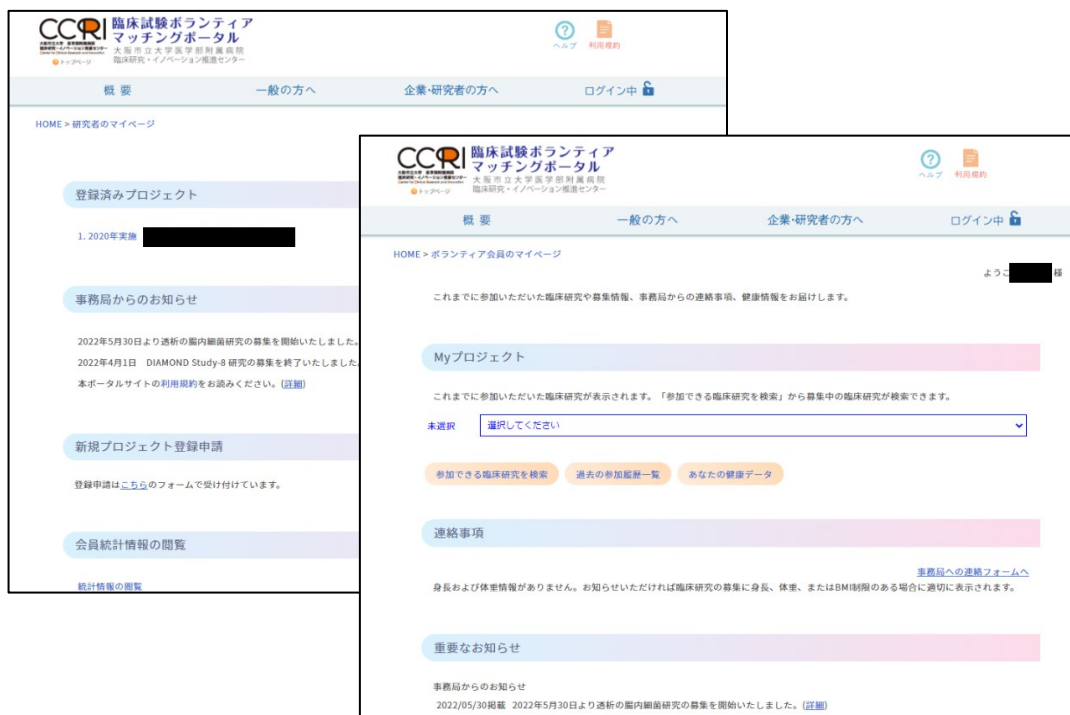 CCRI 臨床試験ボランティア
マッチングポータル
大阪市立大学医学部附属病院
臨床研究・イノベーション推進センター
トップページ
ヘルプ
利用規約
概 要
一般の方へ
企業・研究者の方へ
ログイン中
HOME > 研究者のマイページ
登録済みプロジェクト
1. 2020年実施
事務局からのお知らせ
2022年5月30日より透析の腸内細菌研究の募集を開始いたしました。
2022年4月1日 DIAMOND Study-8 研究の募集を終了いたしました
本ポータルサイトの利用規約をお読みください。(詳細)
新規プロジェクト登録申請
登録申請はこちらのフォームで受け付けています。
会員統計情報の閲覧
統計情報の閲覧
CCRI 臨床試験ボランティア
マッチングポータル
大阪市立大学医学部附属病院
臨床研究・イノベーション推進センター
トップページ
ヘルプ
利用規約
概 要
一般の方へ
企業・研究者の方へ
ログイン中
HOME > ボランティア会員のマイページ
ようこ 様
これまでに参加いただいた臨床研究や募集情報、事務局からの連絡事項、健康情報をお届けします。
Myプロジェクト
これまでに参加いただいた臨床研究が表示されます。「参加できる臨床研究を検索」から募集中の臨床研究が検索できます。
未選択 選択してください
参加できる臨床研究を検索
過去の参加履歴一覧
あなたの健康データ
連絡事項
事務局への連絡フォームへ
身長および体重情報がありません。お知らせいただければ臨床研究の募集に身長、体重、またはBMI制限のある場合に適切に表示されます。
重要なお知らせ
事務局からのお知らせ
2022/05/30掲載 2022年5月30日より透析の腸内細菌研究の募集を開始いたしました。(詳細)